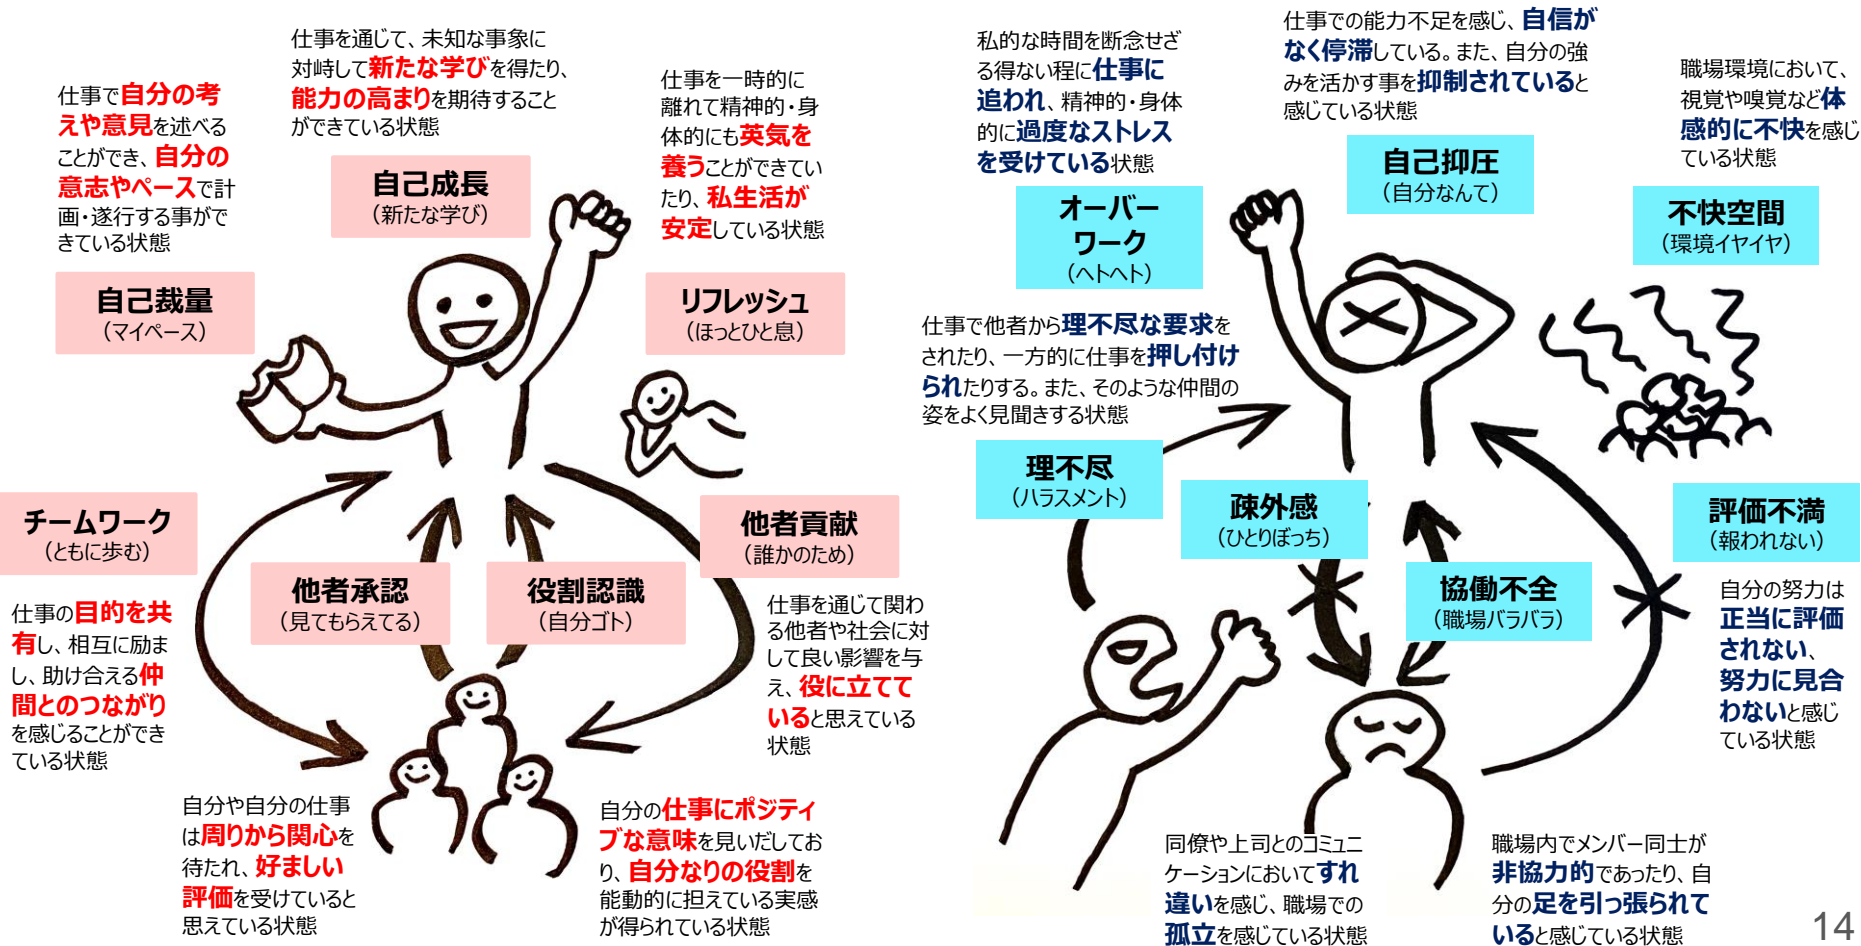 仕事で自分の考
えや意見を述べる
ことができ、自分の
意志やペースで計
画・遂行する事がで
きている状態
自己裁量
（マイペース）
仕事を通じて、未知な事象に
対峙して新たな学びを得たり、
能力の高まりを期待すること
ができている状態
自己成長
（新たな学び）
仕事を一時的に
離れて精神的・身
体的にも英気を
養うことができてい
たり、私生活が
安定している状態
リフレッシュ
（ほっとひと息）
チームワーク
（ともに歩む）
仕事の目的を共
有し、相互に励ま
し、助け合える仲
間とのつながり
を感じることができ
ている状態
他者承認
（見てもらえてる）
自分や自分の仕事
は周りから関心を
待たれ、好ましい
評価を受けていると
思えている状態
役割認識
（自分ゴト）
自分の仕事にポジティ
ブな意味を見いだしてお
り、自分なりの役割を
能動的に担えている実感
が得られている状態
他者貢献
（誰かのため）
仕事を通じて関わ
る他者や社会に対
して良い影響を与
え、役に立てて
いると思えている
状態
私的な時間を断念せざ
る得ない程に仕事に
追われ、精神的・身体
的に過度なストレス
を受けている状態
オーバー
ワーク
（ヘトヘト）
仕事での能力不足を感じ、自信が
なく停滞している。また、自分の強
みを活かす事を抑制されていると
感じている状態
自己抑圧
（自分なんて）
職場環境において、
視覚や嗅覚など体
感的に不快を感じ
ている状態
不快空間
（環境イヤイヤ）
仕事で他者から理不尽な要求を
されたり、一方的に仕事を押し付け
られたりする。また、そのような仲間の
姿をよく見聞きする状態
理不尽
（ハラスメント）
疎外感
（ひとりぼっち）
同僚や上司とのコミュニ
ケーションにおいてすれ
違いを感じ、職場での
孤立を感じている状態
協働不全
（職場バラバラ）
職場内でメンバー同士が
非協力的であったり、自
分の足を引っ張られて
いると感じている状態
評価不満
（報われない）
自分の努力は
正当に評価
されない、
努力に見合
わないと感じ
ている状態
14